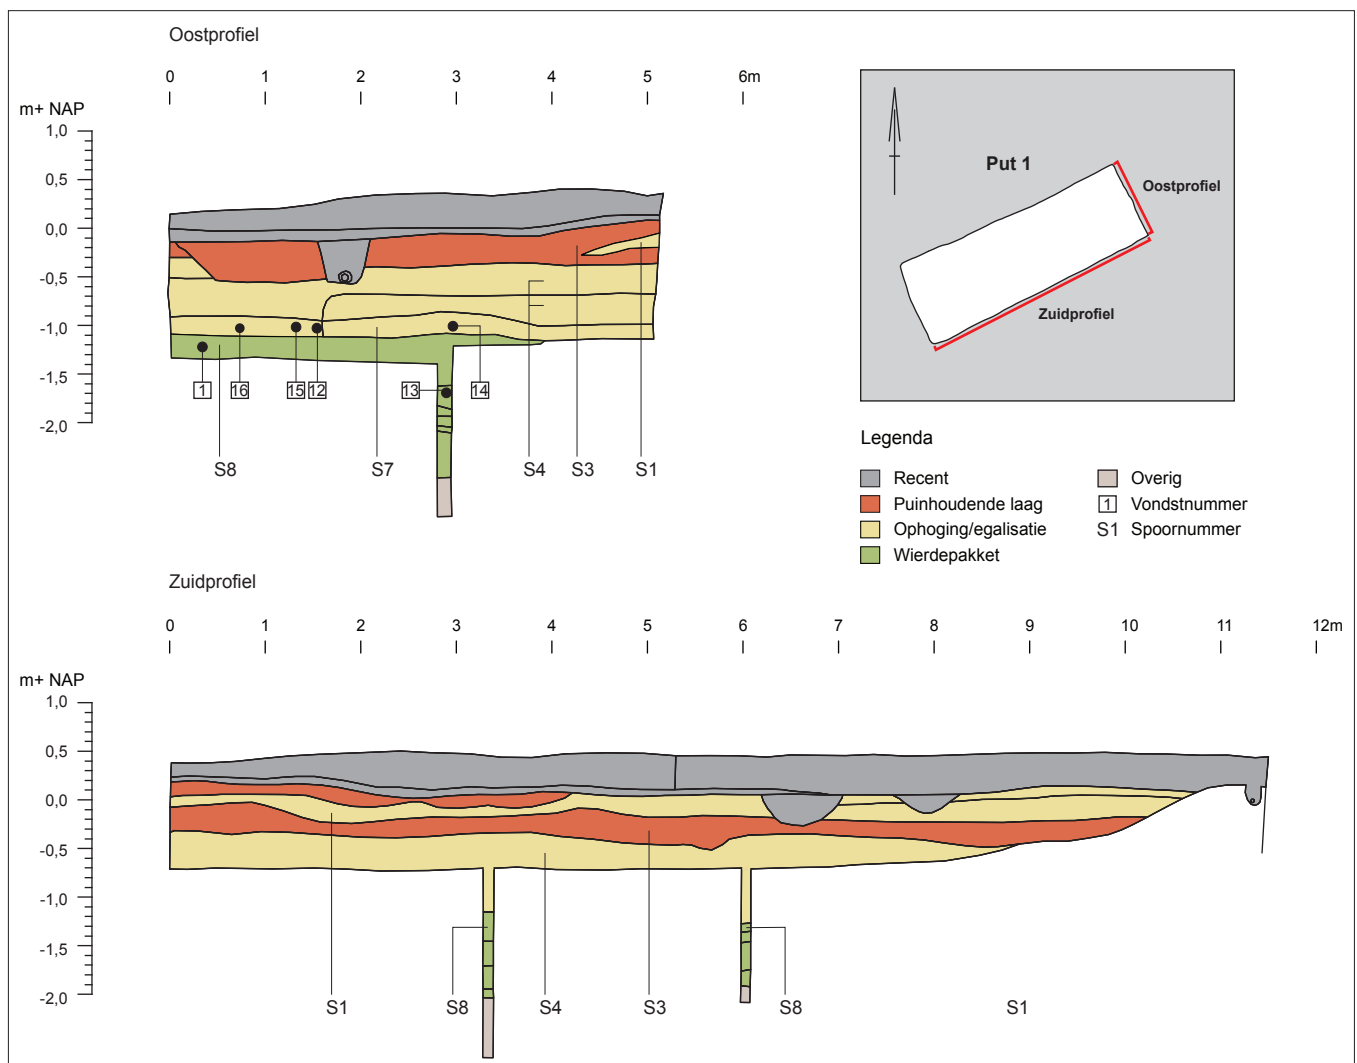 Oostprofiel
0 1 2 3 4 5 6m
m+ NAP
1,0
0,5
0,0
-0,5
-1,0
-1,5
-2,0
1 16 15 12 13 14
S8 S7 S4 S3 S1
Put 1
Oostprofiel
Zuidprofiel
Legenda
Recent
Puinhoudende laag
Ophoging/egalisatie
Wierdepakket
Overig
1 Vondstnummer
S1 Spoornummer
Zuidprofiel
0 1 2 3 4 5 6 7 8 9 10 11 12m
m+ NAP
1,0
0,5
0,0
-0,5
-1,0
-1,5
-2,0
S1 S8 S4 S3 S8 S1